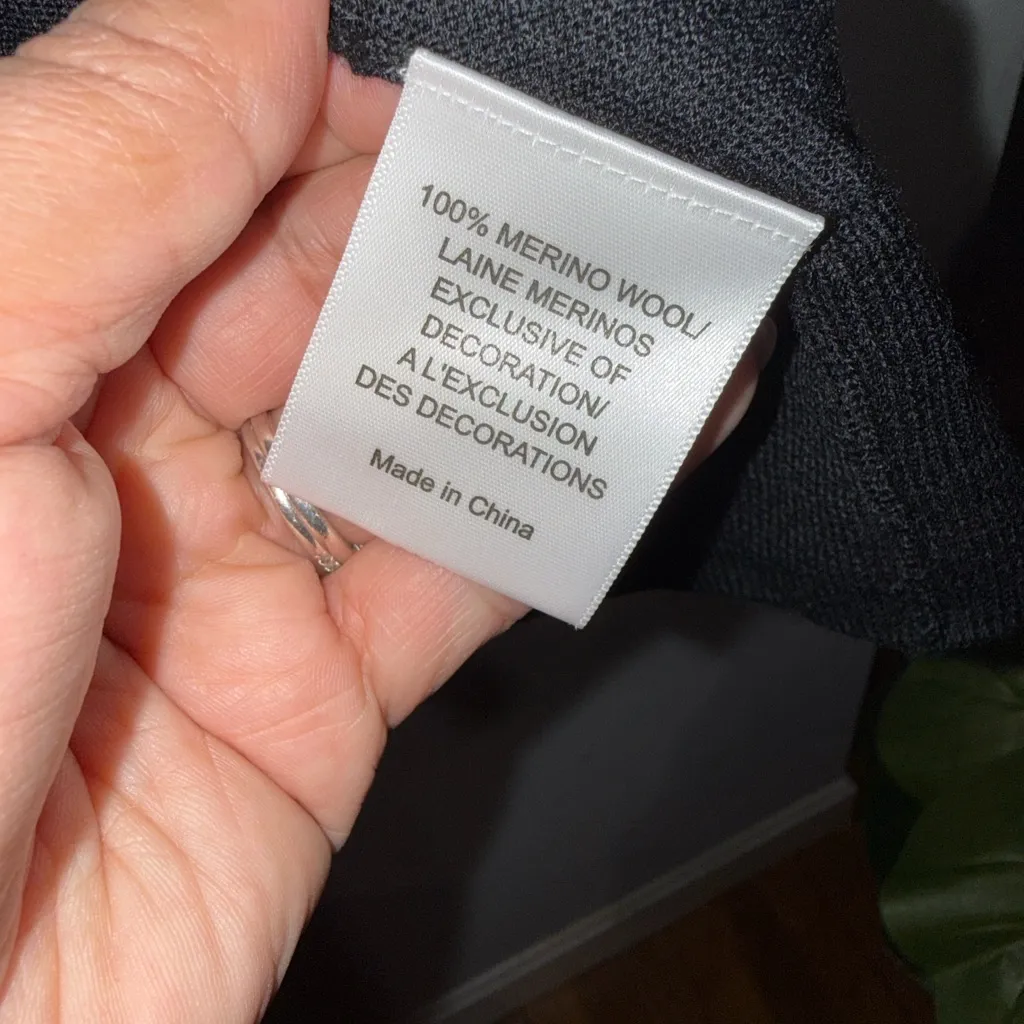 100% MERINO WOOL/
LAINE MERINOS
EXCLUSIVE OF
DECORATION/
A L'EXCLUSION
DES DECORATIONS
Made in China